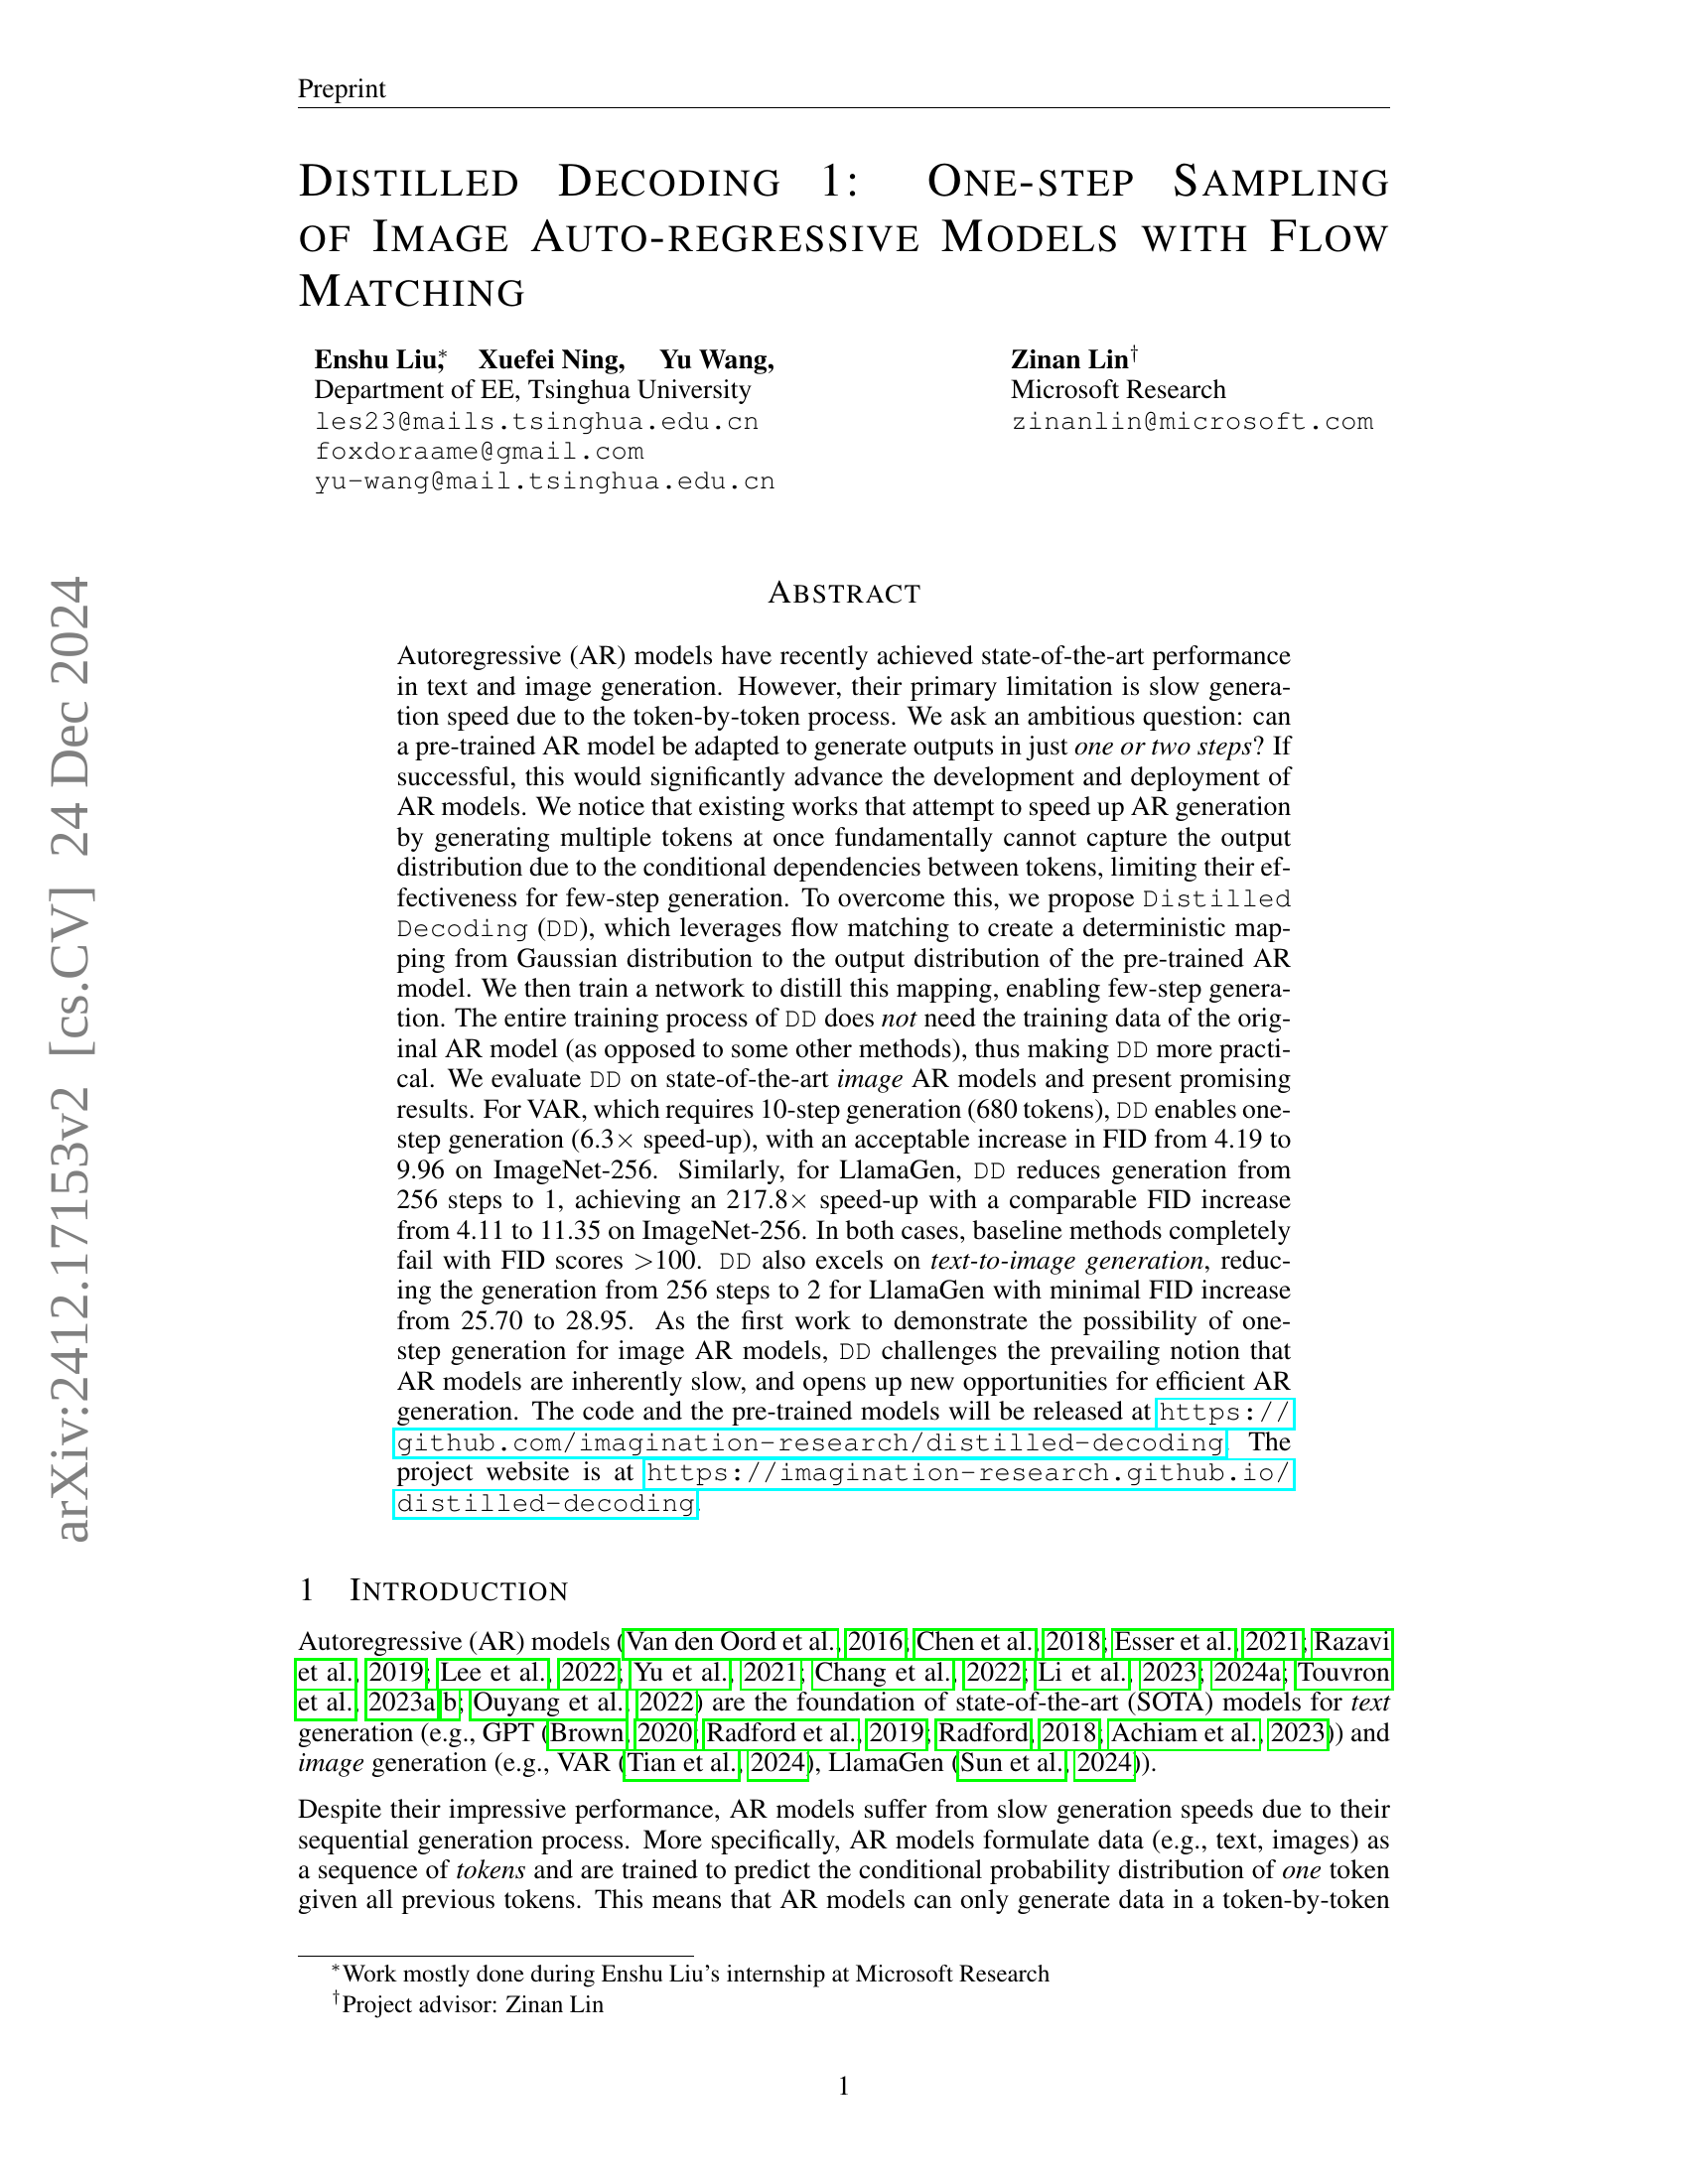 Preprint
DISTILLED DECODING 1: ONE-STEP SAMPLING
OF IMAGE AUTO-REGRESSIVE MODELS WITH FLOW
MATCHING
Enshu Liu,* Xuefei Ning, Yu Wang,
Department of EE, Tsinghua University
les23@mails.tsinghua.edu.cn
foxdoraame@gmail.com
yu-wang@mail.tsinghua.edu.cn
Zinan Lin†
Microsoft Research
zinanlin@microsoft.com
arXiv:2412.17153v2 [cs.CV] 24 Dec 2024
ABSTRACT
Autoregressive (AR) models have recently achieved state-of-the-art performance
in text and image generation. However, their primary limitation is slow genera-
tion speed due to the token-by-token process. We ask an ambitious question: can
a pre-trained AR model be adapted to generate outputs in just one or two steps? If
successful, this would significantly advance the development and deployment of
AR models. We notice that existing works that attempt to speed up AR generation
by generating multiple tokens at once fundamentally cannot capture the output
distribution due to the conditional dependencies between tokens, limiting their ef-
fectiveness for few-step generation. To overcome this, we propose Distilled
Decoding (DD), which leverages flow matching to create a deterministic map-
ping from Gaussian distribution to the output distribution of the pre-trained AR
model. We then train a network to distill this mapping, enabling few-step genera-
tion. The entire training process of DD does not need the training data of the orig-
inal AR model (as opposed to some other methods), thus making DD more practi-
cal. We evaluate DD on state-of-the-art image AR models and present promising
results. For VAR, which requires 10-step generation (680 tokens), DD enables one-
step generation (6.3× speed-up), with an acceptable increase in FID from 4.19 to
9.96 on ImageNet-256. Similarly, for LlamaGen, DD reduces generation from
256 steps to 1, achieving an 217.8× speed-up with a comparable FID increase
from 4.11 to 11.35 on ImageNet-256. In both cases, baseline methods completely
fail with FID scores >100. DD also excels on text-to-image generation, reduc-
ing the generation from 256 steps to 2 for LlamaGen with minimal FID increase
from 25.70 to 28.95. As the first work to demonstrate the possibility of one-
step generation for image AR models, DD challenges the prevailing notion that
AR models are inherently slow, and opens up new opportunities for efficient AR
generation. The code and the pre-trained models will be released at https://
github.com/imagination-research/distilled-decoding. The
project website is at https://imagination-research.github.io/
distilled-decoding.
1 INTRODUCTION
Autoregressive (AR) models (Van den Oord et al., 2016; Chen et al., 2018; Esser et al., 2021; Razavi
et al., 2019; Lee et al., 2022; Yu et al., 2021; Chang et al., 2022; Li et al., 2023; 2024a; Touvron
et al., 2023a;b; Ouyang et al., 2022) are the foundation of state-of-the-art (SOTA) models for text
generation (e.g., GPT (Brown, 2020; Radford et al., 2019; Radford, 2018; Achiam et al., 2023)) and
image generation (e.g., VAR (Tian et al., 2024), LlamaGen (Sun et al., 2024)).
Despite their impressive performance, AR models suffer from slow generation speeds due to their
sequential generation process. More specifically, AR models formulate data (e.g., text, images) as
a sequence of tokens and are trained to predict the conditional probability distribution of one token
given all previous tokens. This means that AR models can only generate data in a token-by-token
*Work mostly done during Enshu Liu's internship at Microsoft Research
†Project advisor: Zinan Lin
1